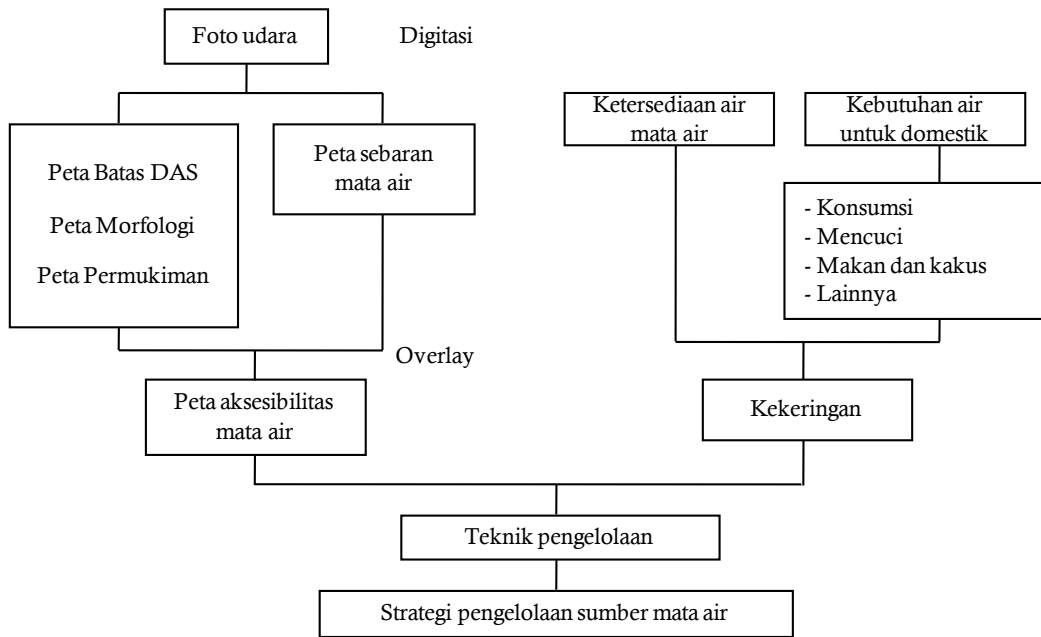 Foto udara
Digitasi
Peta Batas DAS
Peta Morfologi
Peta Permukiman
Peta sebaran
mata air
Ketersediaan air
mata air
Kebutuhan air
untuk domestik
- Konsumsi
- Mencuci
- Makan dan kakus
- Lainnya
Overlay
Peta aksesibilitas
mata air
Kekeringan
Teknik pengelolaan
Strategi pengelolaan sumber mata air